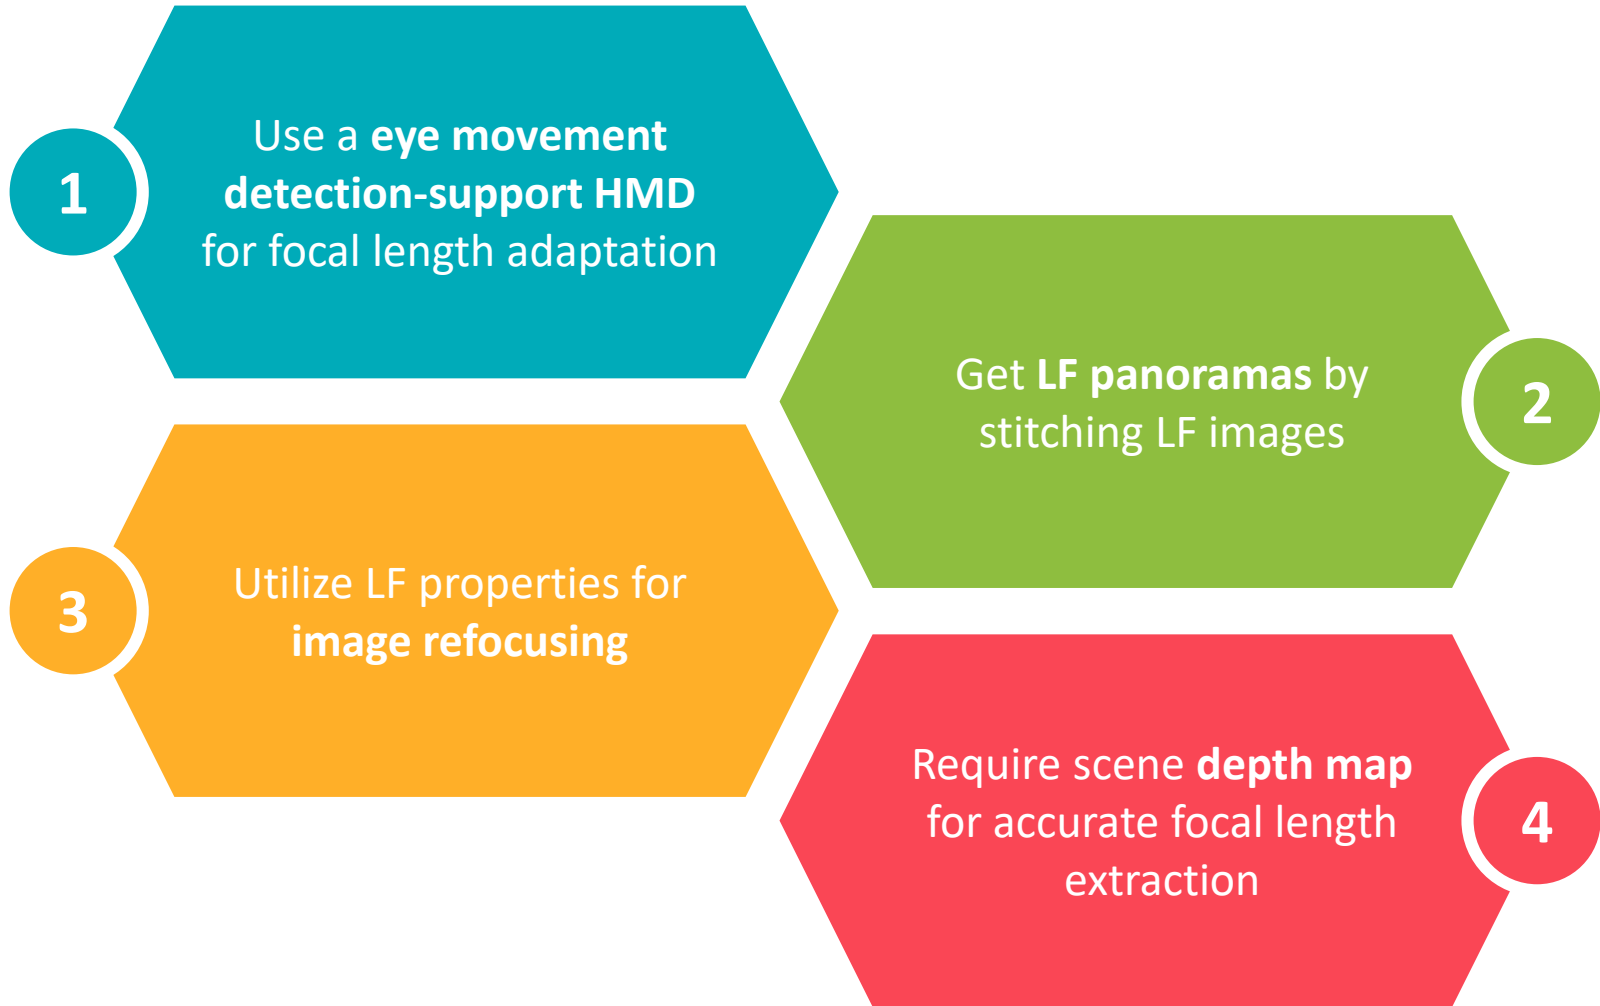 1
Use a eye movement
detection-support HMD
for focal length adaptation
Get LF panoramas by
stitching LF images
2
3
Utilize LF properties for
image refocusing
Require scene depth map
for accurate focal length
extraction
4